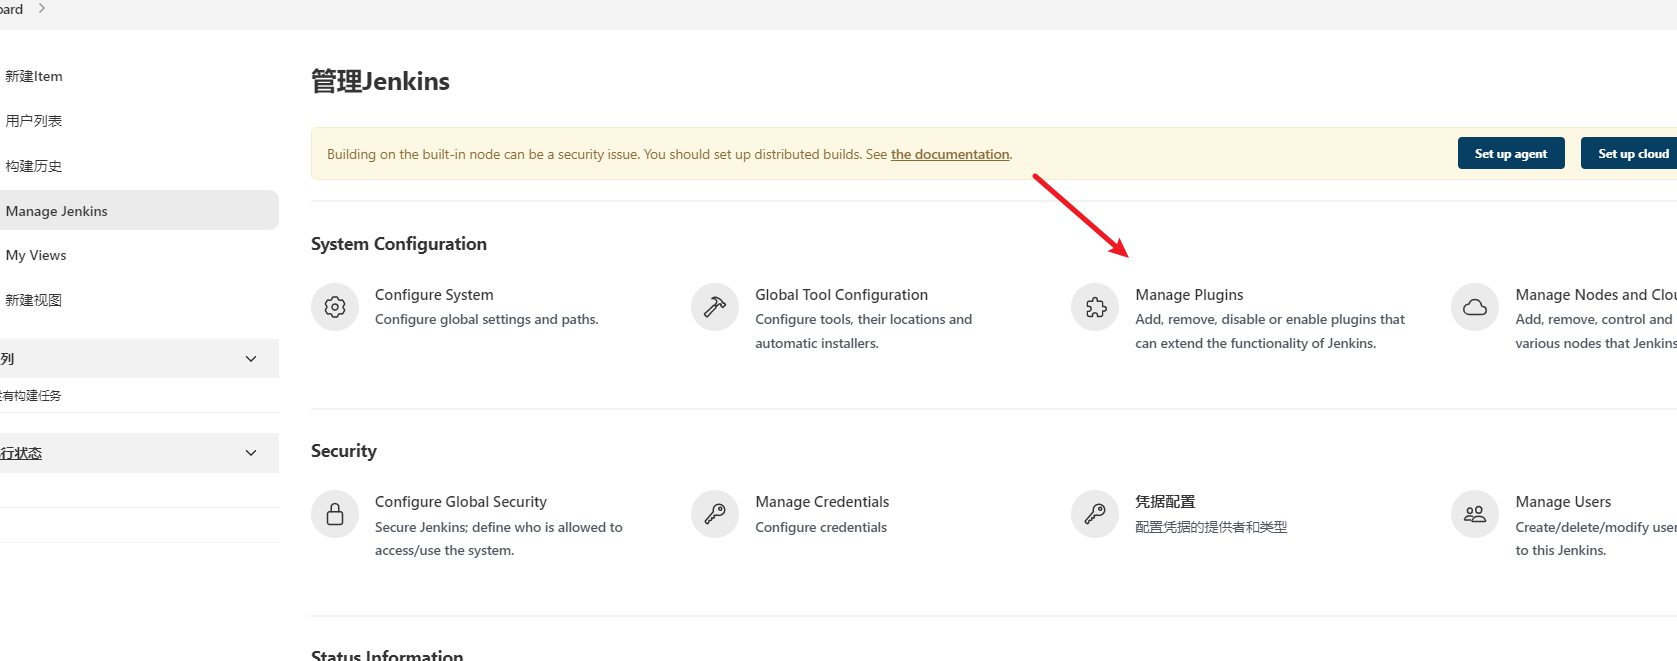 新建Item
用户列表
构建历史
Manage Jenkins
My Views
新建视图
管理Jenkins
Building on the built-in node can be a security issue. You should set up distributed builds. See the documentation.
Set up agent
Set up cloud
System Configuration
Configure System
Configure global settings and paths.
Global Tool Configuration
Configure tools, their locations and
automatic installers.
Manage Plugins
Add, remove, disable or enable plugins that
can extend the functionality of Jenkins.
Manage Nodes and
Add, remove, control and
various nodes that Jenkins
列
有构建任务
行状态
Security
Configure Global Security
Secure Jenkins; define who is allowed to
access/use the system.
Manage Credentials
Configure credentials
凭据配置
配置凭据的提供者和类型
Manage Users
Create/delete/modify
to this Jenkins.
Status Information